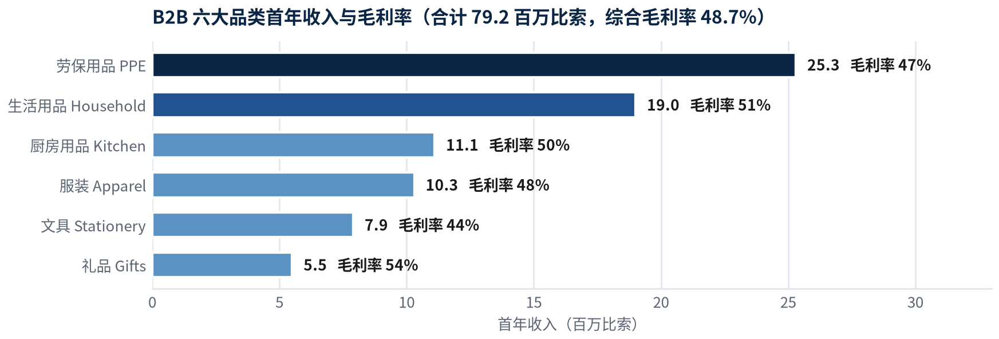 B2B 六大品类首年收入与毛利率（合计 79.2 百万比索，综合毛利率 48.7%）
劳保用品 PPE 25.3 毛利率 47%
生活用品 Household 19.0 毛利率 51%
厨房用品 Kitchen 11.1 毛利率 50%
服装 Apparel 10.3 毛利率 48%
文具 Stationery 7.9 毛利率 44%
礼品 Gifts 5.5 毛利率 54%
0 5 10 15 20 25 30
首年收入（百万比索）